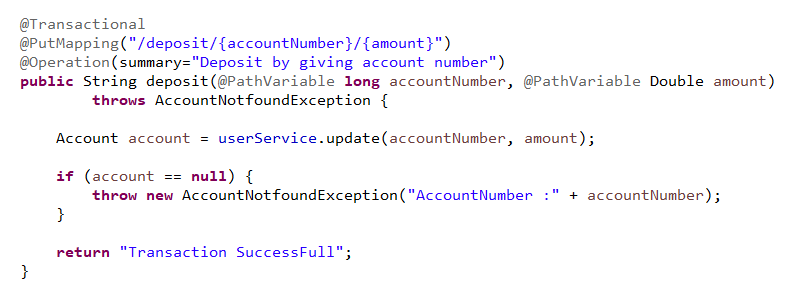 @Transactional
@PutMapping("/deposit/{accountNumber}/{amount}")
@Operation(summary="Deposit by giving account number")
public String deposit(@PathVariable long accountNumber, @PathVariable Double amount)
        throws AccountNotfoundException {
    Account account = userService.update(accountNumber, amount);
    if (account == null) {
        throw new AccountNotfoundException("AccountNumber :" + accountNumber);
    }
    return "Transaction SuccessFull";
}